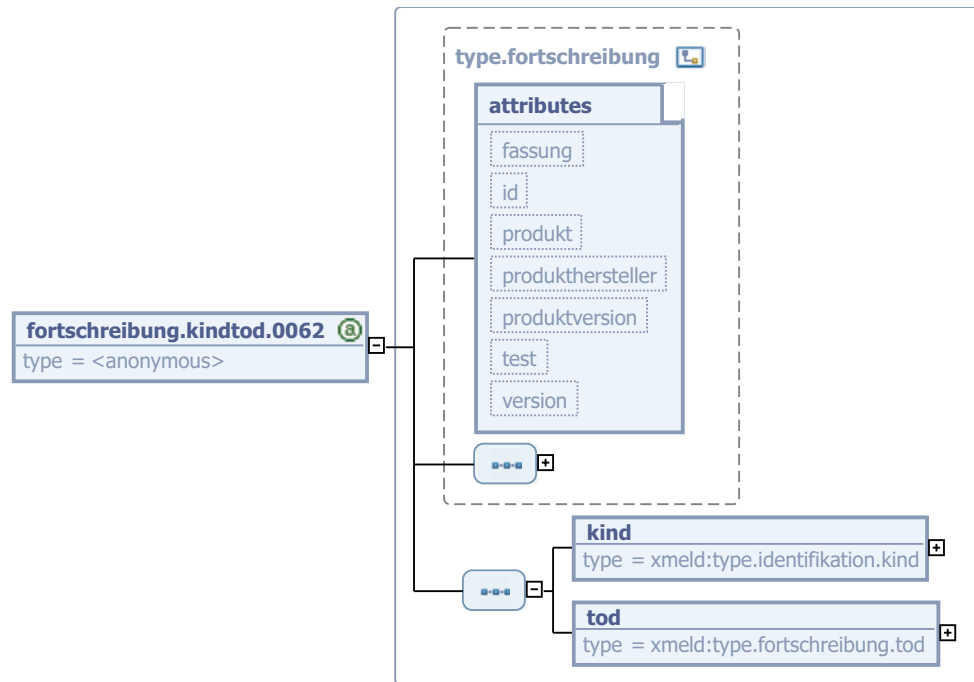 type.fortschreibung
attributes
fassung
id
produkt
produkthersteller
produktversion
test
version
fortschreibung.kindtod.0062 a
type = <anonymous>
kind
type = xmeld:type.identifikation.kind
tod
type = xmeld:type.fortschreibung.tod